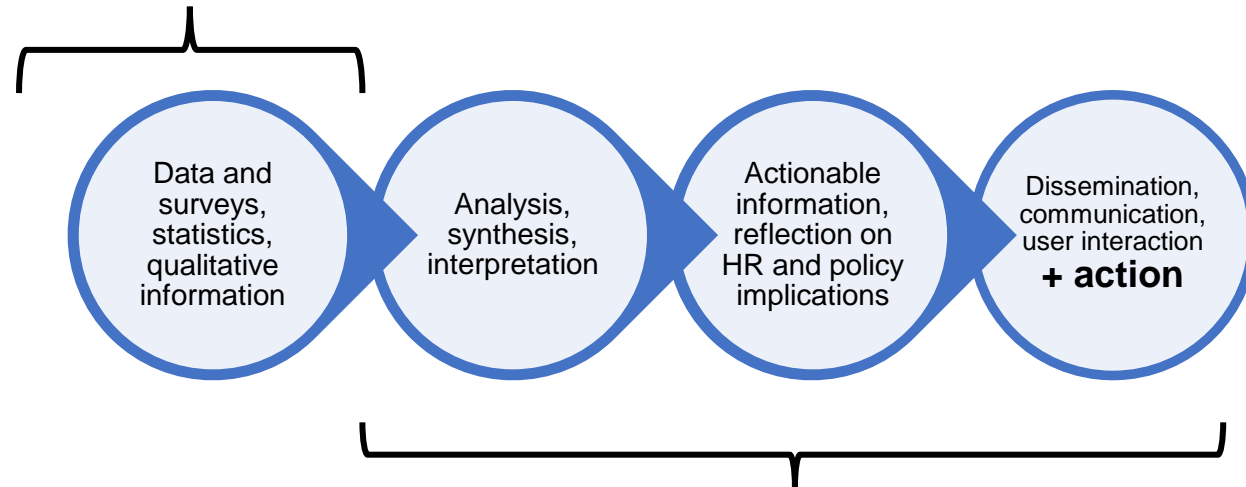 Data and
surveys,
statistics,
qualitative
information
Analysis,
synthesis,
interpretation
Actionable
information,
reflection on
HR and policy
implications
Dissemination,
communication,
user interaction
+ action